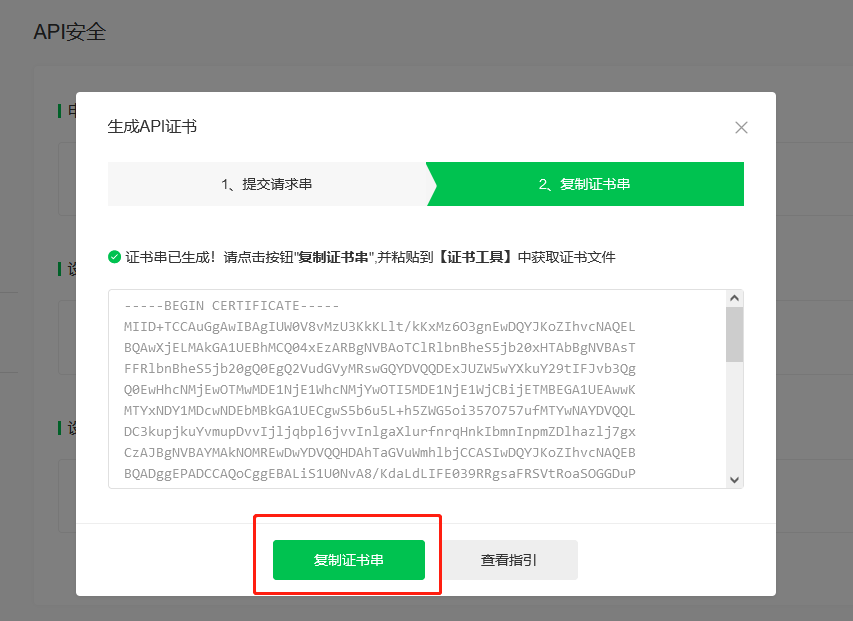 API安全
生成API证书
1、提交请求串
2、复制证书串
证书串已生成！请点击按钮"复制证书串",并粘贴到【证书工具】中获取证书文件
-----BEGIN CERTIFICATE-----
MIID+TCCAuGgAwIBAgIUW0V8vMzU3KkKLlt/kKxMz6O3gnEwDQYJKoZIhvcNAQEL
BQAwXjELMAkGA1UEBhMCQ04xEzARBgNVBAoTClRlbnBheS5jb20xHTAbBgNVBAsT
FFRlbnBheS5jb20gQ0EgQ2VudGVyMRswGQYDVQQDExJUZW5wYXkuY29tIFJvb3Qg
Q0EwHhcNMjEwOTMwMDE1NjE1WhcNMjYwOTI5MDE1NjE1WjCBijETMBEGA1UEAwwK
MTYxNDY1MDcwNDEbMBkGA1UECgwS5b6u5L+h5ZWG5oi357O757ufMTYwNAYDVQQL
DC3kupjkuYvmupDvvIjljqbpl6jvvInlgaXlurfnrqHnkIbmnInpmZDlhazlj7gx
CzAJBgNVBAYMAkNOMREwDwYDVQQHDAhTaGVuWmhlbjCCASIwDQYJKoZIhvcNAQEB
BQADggEPADCCAQoCggEBALiS1U0NvA8/KdaLdLIFE039RRgsaFRSVtRoaSOGGDuP
复制证书串
查看指引